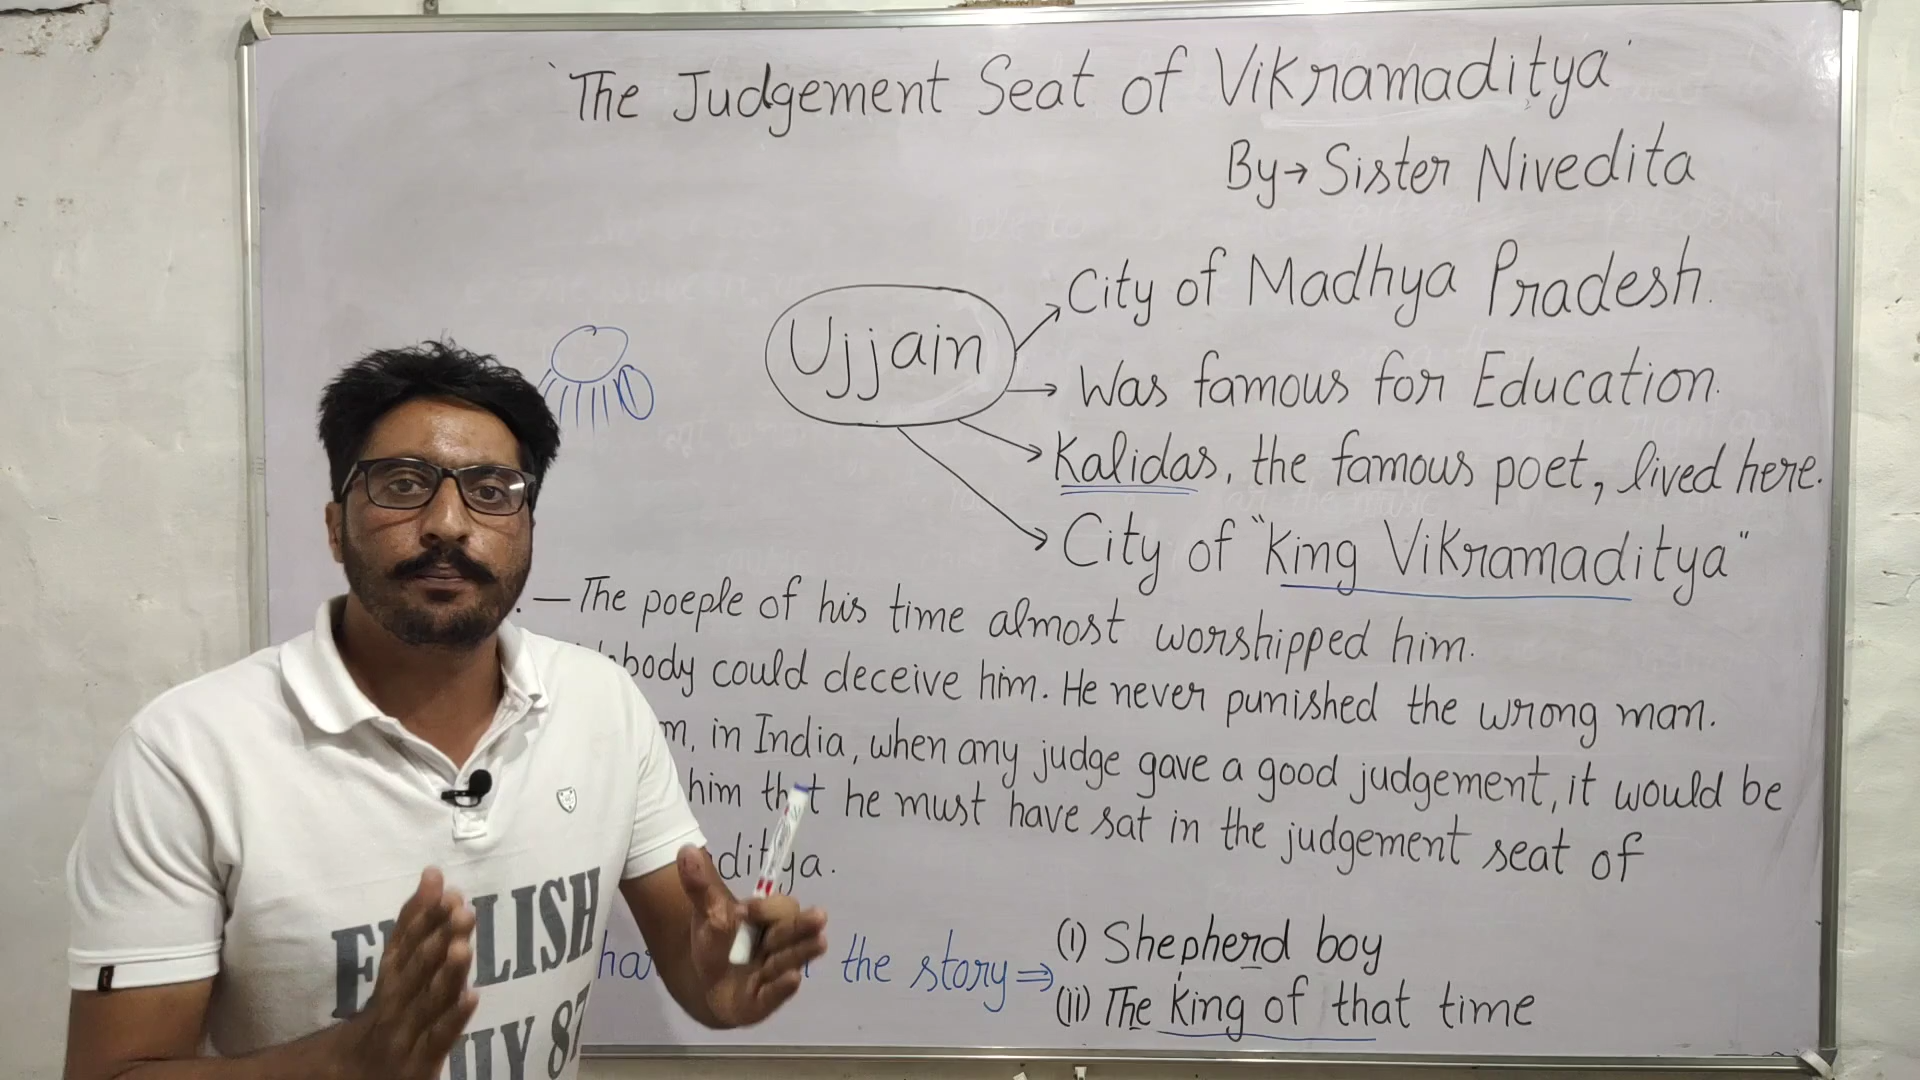 'The Judgement Seat of Vikramaditya'
By→ Sister Nivedita
Ujjain
City of Madhya Pradesh.
Was famous for Education.
Kalidas, the famous poet, lived here.
City of "King Vikramaditya"
— The poeple of his time almost worshipped him.
could deceive him. He never punished the wrong man.
in India, when any judge gave a good judgement, it would be
him that he must have sat in the judgement seat of
the story ⇒
(i) Shepherd boy
(ii) The King of that time